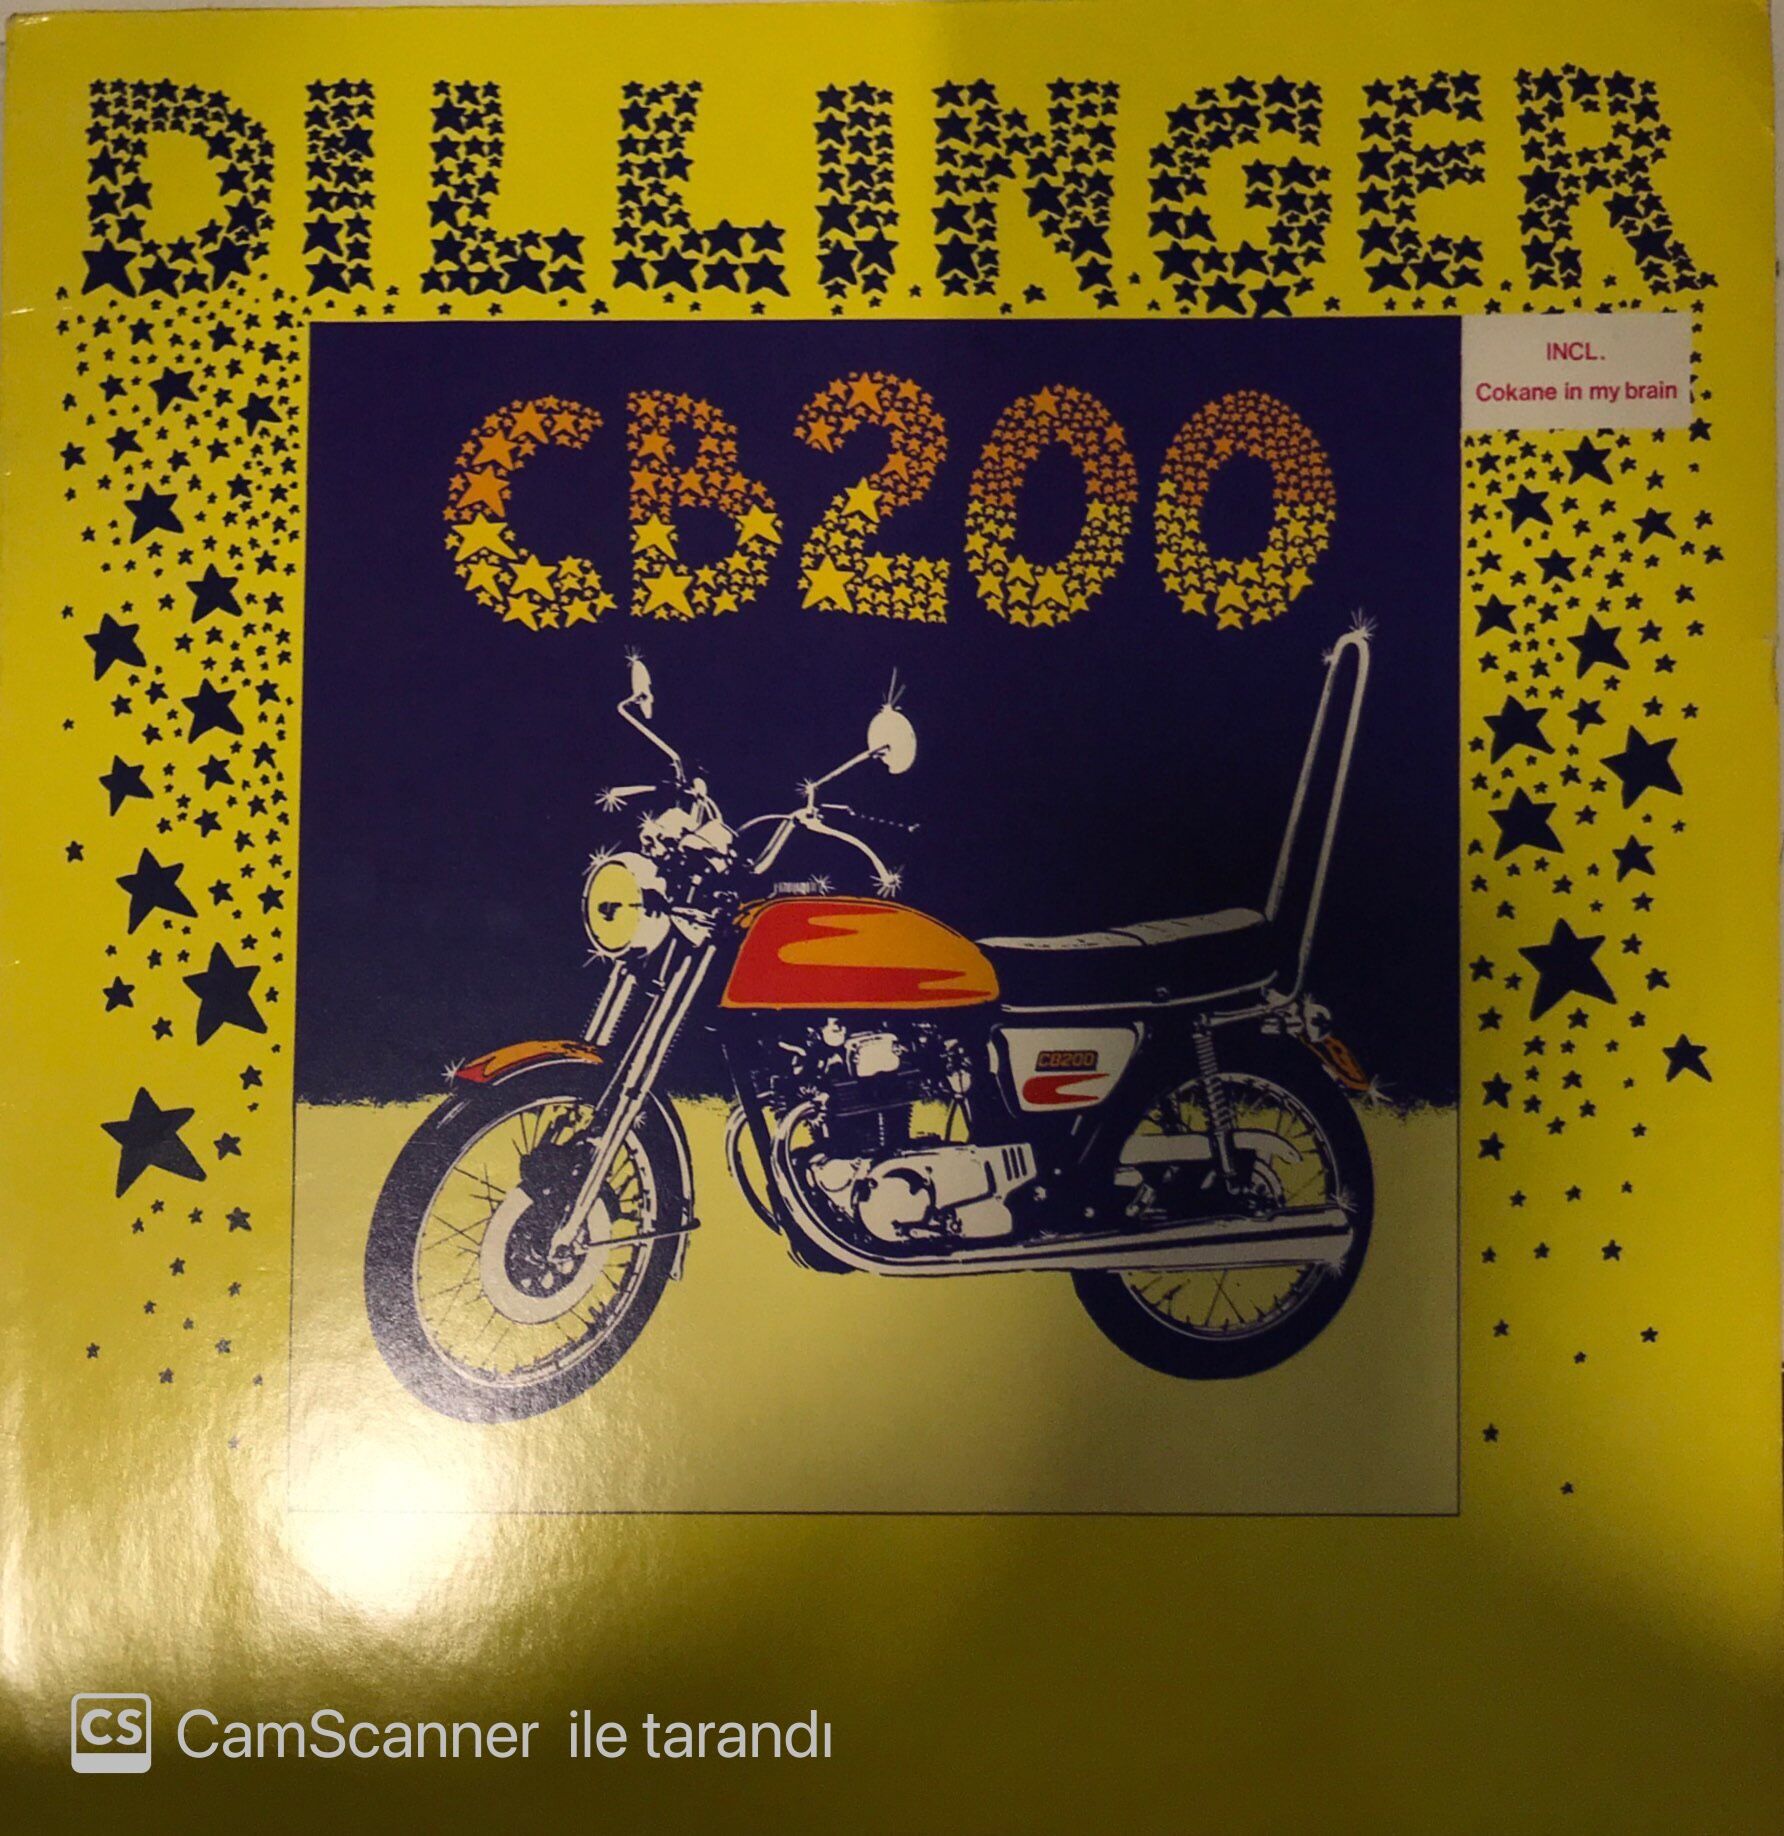 DILLINGER
INCL.
Cokane in my brain
CB200
CB200
CS CamScanner ile tarandı